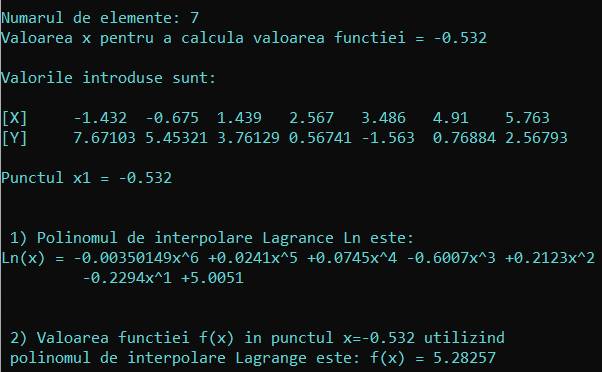 Numarul de elemente: 7
Valoarea x pentru a calcula valoarea functiei = -0.532
Valorile introduse sunt:
[X] -1.432 -0.675 1.439 2.567 3.486 4.91 5.763
[Y] 7.67103 5.45321 3.76129 0.56741 -1.563 0.76884 2.56793
Punctul x1 = -0.532
1) Polinomul de interpolare Lagrance Ln este:
Ln(x) = -0.00350149x^6 +0.0241x^5 +0.0745x^4 -0.6007x^3 +0.2123x^2
-0.2294x^1 +5.0051
2) Valoarea functiei f(x) in punctul x=-0.532 utilizind
polinomul de interpolare Lagrange este: f(x) = 5.28257